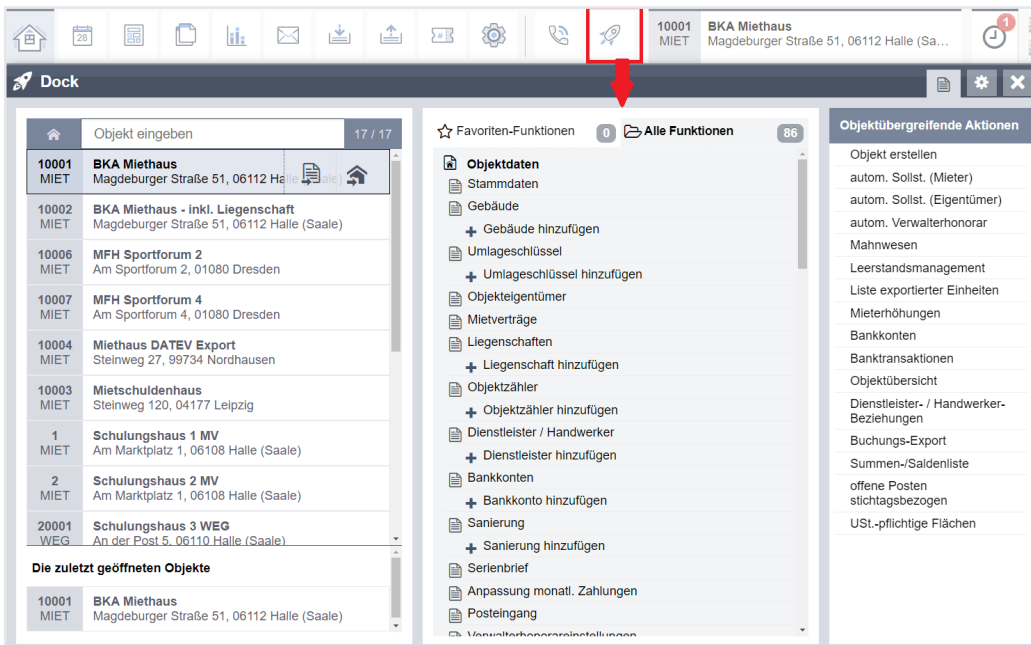 28
#
10001
MIET
BKA Miethaus
Magdeburger Straße 51, 06112 Halle (Sa...
1
Dock
Objekt eingeben
17 / 17
10001
MIET
BKA Miethaus
Magdeburger Straße 51, 06112 Halle
10002
MIET
BKA Miethaus - inkl. Liegenschaft
Magdeburger Straße 51, 06112 Halle (Saale)
10006
MIET
MFH Sportforum 2
Am Sportforum 2, 01080 Dresden
10007
MIET
MFH Sportforum 4
Am Sportforum 4, 01080 Dresden
10004
MIET
Miethaus DATEV Export
Steinweg 27, 99734 Nordhausen
10003
MIET
Mietschuldenhaus
Steinweg 120, 04177 Leipzig
1
MIET
Schulungshaus 1 MV
Am Marktplatz 1, 06108 Halle (Saale)
2
MIET
Schulungshaus 2 MV
Am Marktplatz 1, 06108 Halle (Saale)
20001
WEG
Schulungshaus 3 WEG
An der Post 5, 06110 Halle (Saale)
Die zuletzt geöffneten Objekte
10001
MIET
BKA Miethaus
Magdeburger Straße 51, 06112 Halle (Saale)
Favoriten-Funktionen 0
Alle Funktionen 86
Objektdaten
Stammdaten
Gebäude
Gebäude hinzufügen
Umlageschlüssel
Umlageschlüssel hinzufügen
Objekteigentümer
Mietverträge
Liegenschaften
Liegenschaft hinzufügen
Objektzähler
Objektzähler hinzufügen
Dienstleister / Handwerker
Dienstleister hinzufügen
Bankkonten
Bankkonto hinzufügen
Sanierung
Sanierung hinzufügen
Serienbrief
Anpassung monatl. Zahlungen
Posteingang
Verwalterhonorareinstellungen
Objektübergreifende Aktionen
Objekt erstellen
autom. Sollst. (Mieter)
autom. Sollst. (Eigentümer)
autom. Verwalterhonorar
Mahnwesen
Leerstandsmanagement
Liste exportierter Einheiten
Mieterhöhungen
Bankkonten
Banktransaktionen
Objektübersicht
Dienstleister- / Handwerker-
Beziehungen
Buchungs-Export
Summen-/Saldenliste
offene Posten
stichtagsbezogen
USt.-pflichtige Flächen